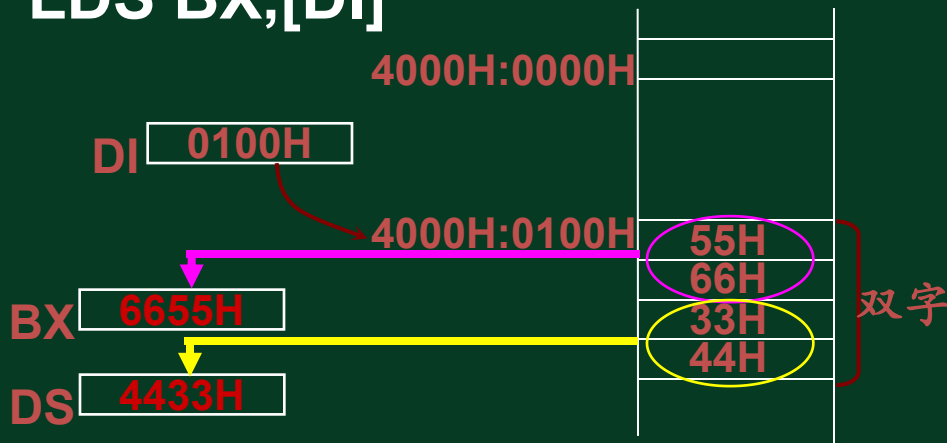 LDS BX,[DI]
4000H:0000H
DI 0100H
4000H:0100H
55H
66H
BX 6655H
33H
双字
44H
DS 4433H